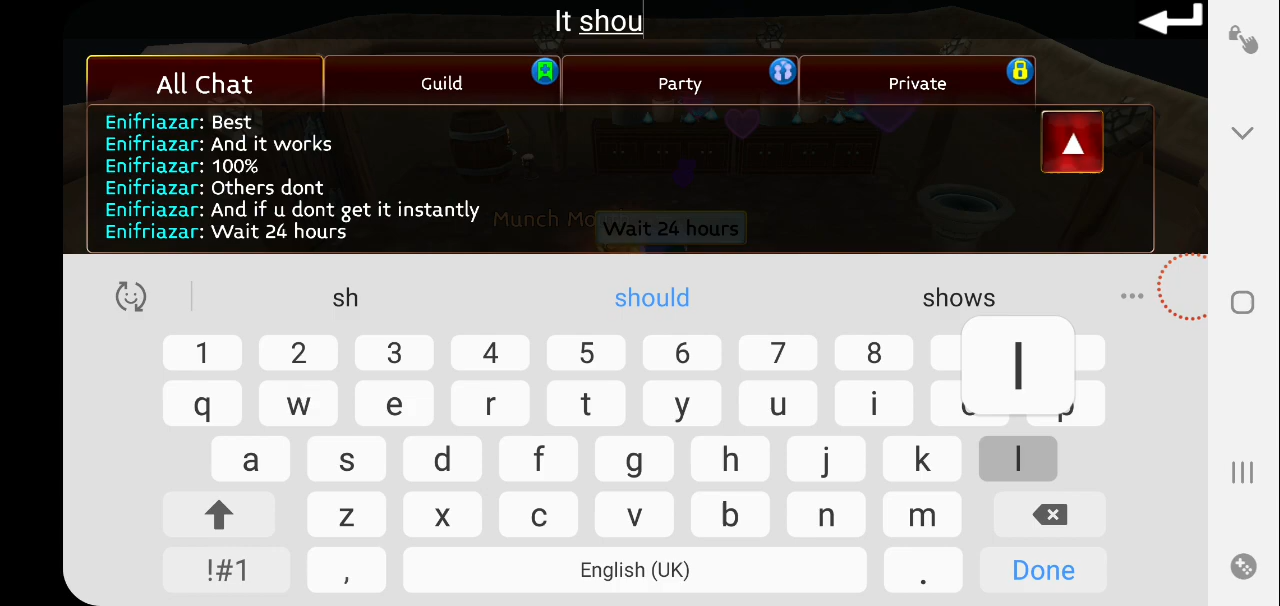 It shou
All Chat
Guild
Party
Private
Enifriazar: Best
Enifriazar: And it works
Enifriazar: 100%
Enifriazar: Others dont
Enifriazar: And if u dont get it instantly
Enifriazar: Wait 24 hours
Munch Mo
Wait 24 hours
sh should shows
1 2 3 4 5 6 7 8
l
q w e r t y u i o p
a s d f g h j k l
z x c v b n m
!#1 , English (UK) . Done